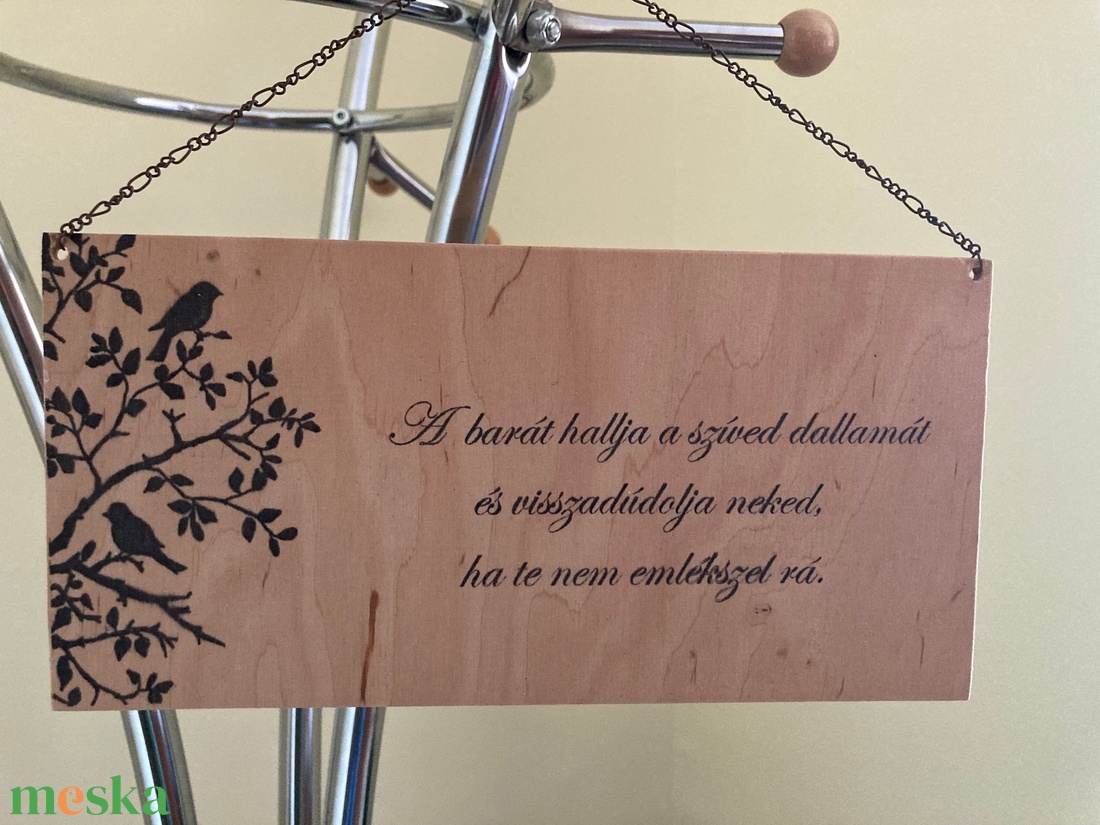 A barát hallja a szíved dallamát
és visszadúdolja neked,
ha te nem emlékszel rá.
meska